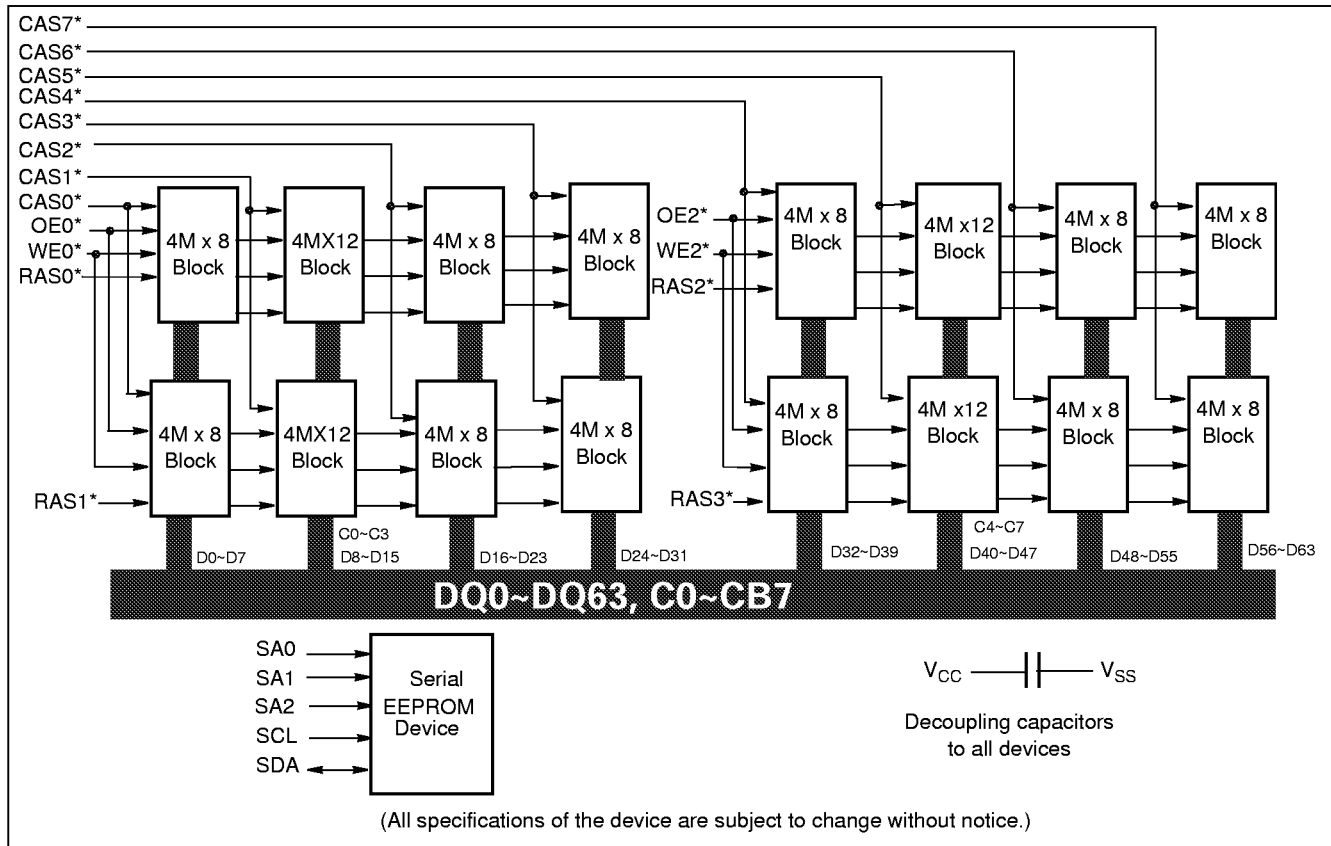 CAS7*
CAS6*
CAS5*
CAS4*
CAS3*
CAS2*
CAS1*
CAS0*
OE0*
WE0*
RAS0*
4M x 8
Block
4MX12
Block
4M x 8
Block
4M x 8
Block
OE2*
WE2*
RAS2*
4M x 8
Block
4M x12
Block
4M x 8
Block
4M x 8
Block
RAS1*
4M x 8
Block
4MX12
Block
4M x 8
Block
4M x 8
Block
RAS3*
4M x 8
Block
4M x12
Block
4M x 8
Block
4M x 8
Block
D0~D7
C0~C3
D8~D15
D16~D23
D24~D31
D32~D39
C4~C7
D40~D47
D48~D55
D56~D63
DQ0~DQ63, C0~CB7
SA0
SA1
SA2
SCL
SDA
Serial
EEPROM
Device
VCC
VSS
Decoupling capacitors
to all devices
(All specifications of the device are subject to change without notice.)